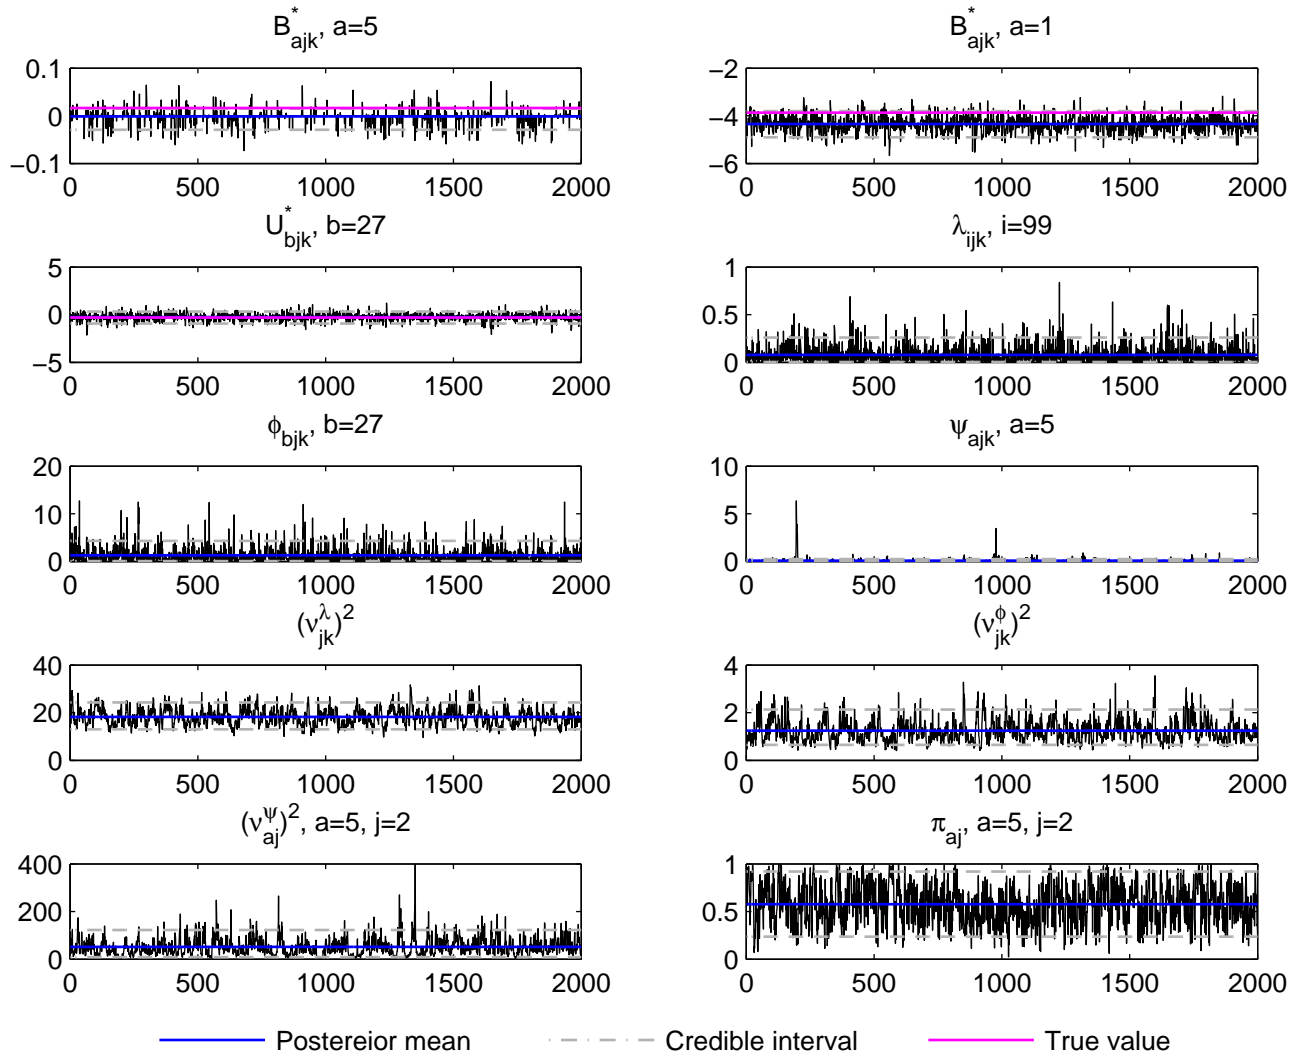 B*ajk, a=5
B*ajk, a=1
0.1
0
−0.1
0 500 1000 1500 2000
−2
−4
−6
0 500 1000 1500 2000
U*bjk, b=27
λijk, i=99
5
0
−5
0 500 1000 1500 2000
1
0.5
0
0 500 1000 1500 2000
ϕbjk, b=27
ψajk, a=5
20
10
0
0 500 1000 1500 2000
10
5
0
0 500 1000 1500 2000
(νλjk)2
(νϕjk)2
40
20
0
0 500 1000 1500 2000
4
2
0
0 500 1000 1500 2000
(νψaj)2, a=5, j=2
πaj, a=5, j=2
400
200
0
0 500 1000 1500 2000
1
0.5
0
0 500 1000 1500 2000
Postereior mean Credible interval True value